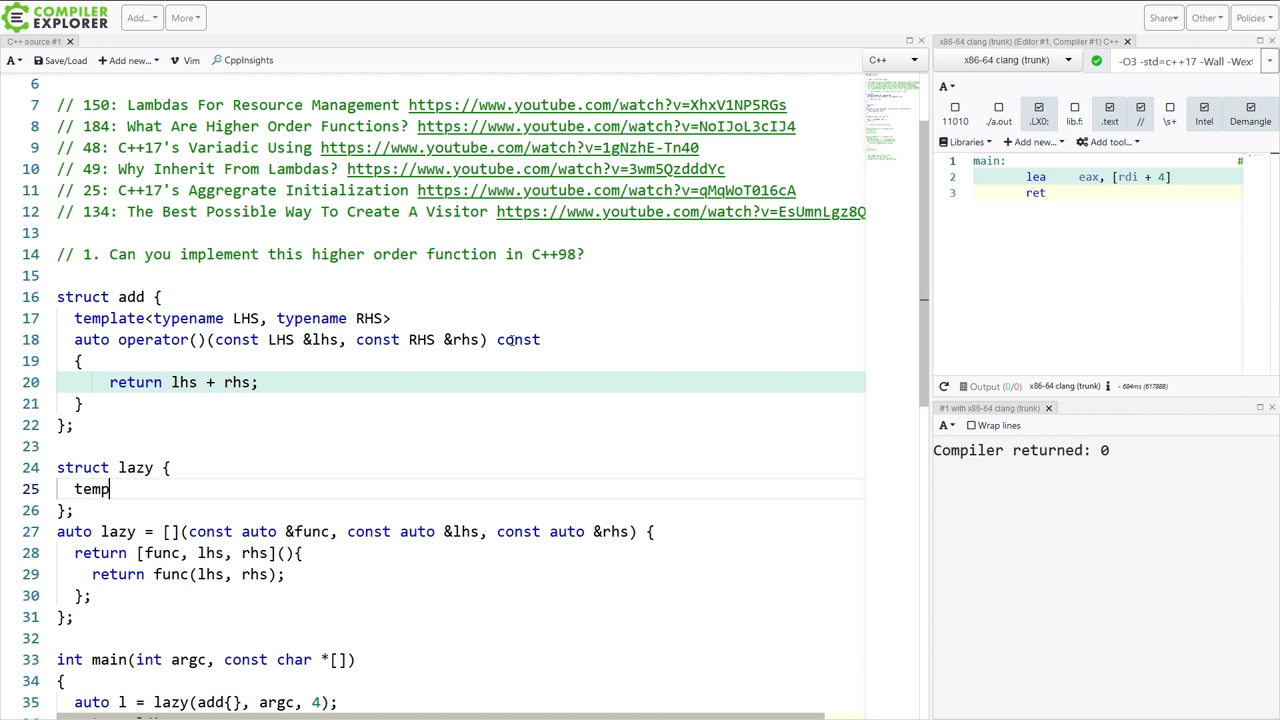 COMPILER EXPLORER Add... More Share Other Policies
C++ source #1 x86-64 clang (trunk) (Editor #1, Compiler #1) C++
A Save/Load Add new... Vim CppInsights C++ x86-64 clang (trunk) -O3 -std=c++17 -Wall -Wext
A
11010 ./a.out .LX0: lib.f: .text // \s+ Intel Demangle
Libraries Add new... Add tool...
1 main: #
2 lea eax, [rdi + 4]
3 ret
6
7 // 150: Lambdas For Resource Management https://www.youtube.com/watch?v=XhxV1NP5RGs
8 // 184: What Are Higher Order Functions? https://www.youtube.com/watch?v=NoIJoL3cIJ4
9 // 48: C++17's Variadic Using https://www.youtube.com/watch?v=1gNzhE-Tn40
10 // 49: Why Inherit From Lambdas? https://www.youtube.com/watch?v=3wm5QzdddYc
11 // 25: C++17's Aggregrate Initialization https://www.youtube.com/watch?v=qMqWoT016cA
12 // 134: The Best Possible Way To Create A Visitor https://www.youtube.com/watch?v=EsUmnLgz8Q
13
14 // 1. Can you implement this higher order function in C++98?
15
16 struct add {
17 template<typename LHS, typename RHS>
18 auto operator()(const LHS &lhs, const RHS &rhs) const
19 {
20 return lhs + rhs;
21 }
22 };
23
24 struct lazy {
25 temp
26 };
27 auto lazy = [](const auto &func, const auto &lhs, const auto &rhs) {
28 return [func, lhs, rhs](){
29 return func(lhs, rhs);
30 };
31 };
32
33 int main(int argc, const char *[])
34 {
35 auto l = lazy(add{}, argc, 4);
Output (0/0) x86-64 clang (trunk) i - 684ms (61788B)
#1 with x86-64 clang (trunk)
A Wrap lines
Compiler returned: 0